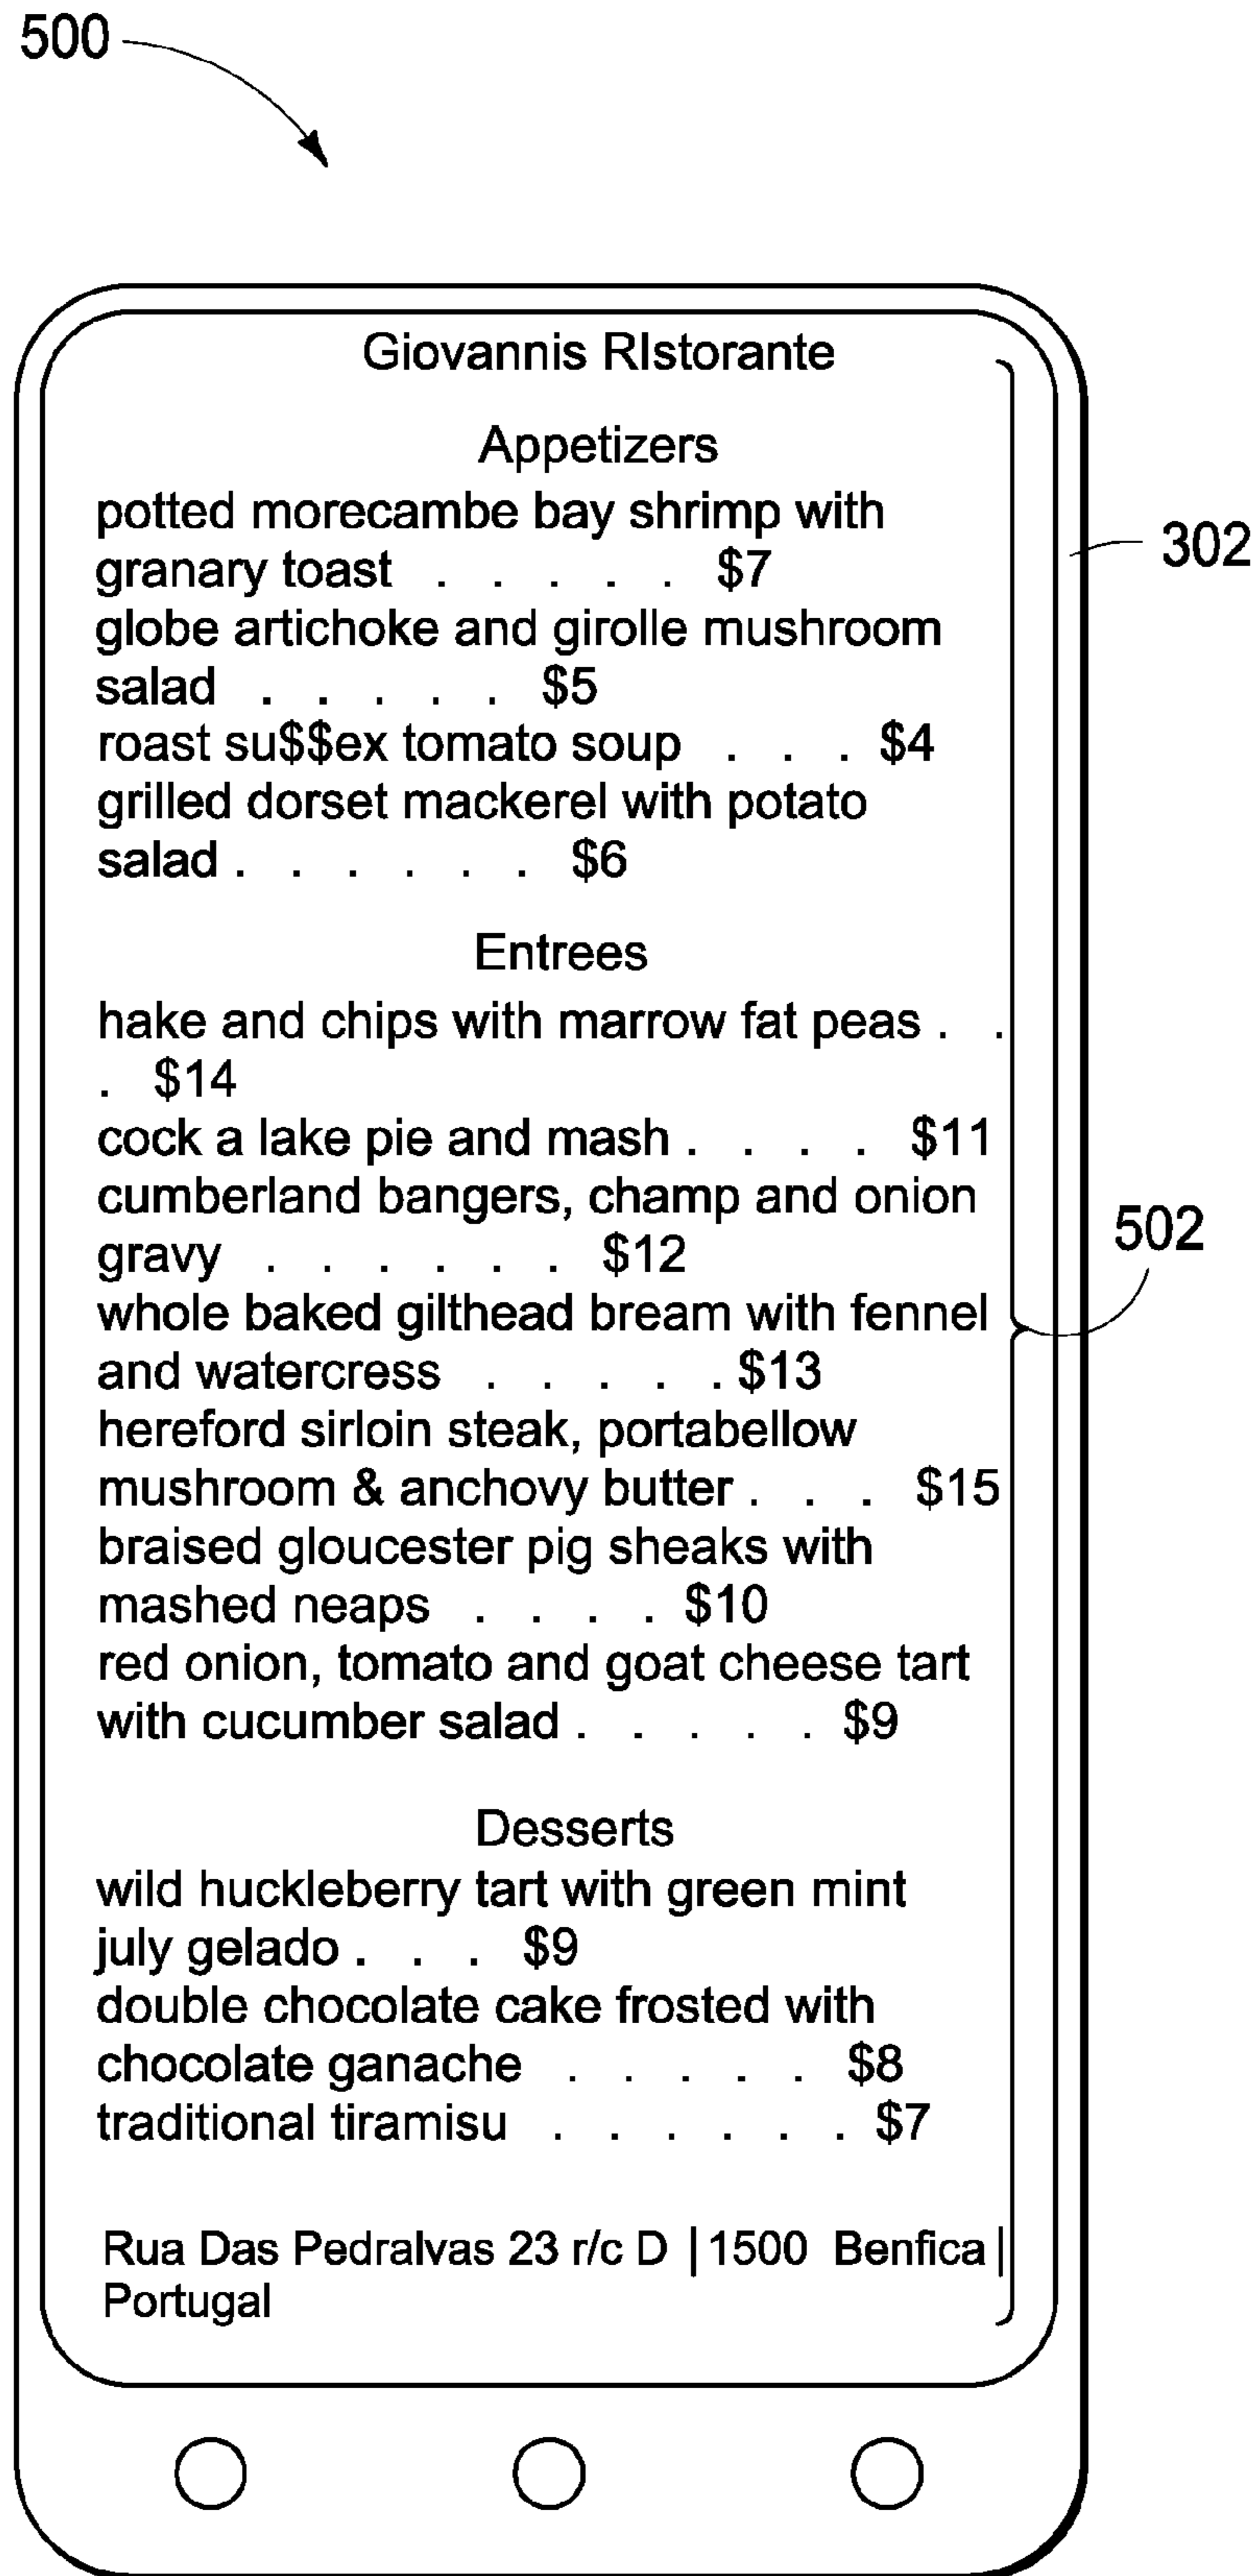 500
Giovannis RIstorante
Appetizers
potted morecambe bay shrimp with
granary toast . . . . . $7
302
globe artichoke and girolle mushroom
salad . . . . . $5
roast su$$ex tomato soup . . . $4
grilled dorset mackerel with potato
salad . . . . . . $6
Entrees
hake and chips with marrow fat peas . .
. $14
cock a lake pie and mash . . . . $11
cumberland bangers, champ and onion
gravy . . . . . . $12
502
whole baked gilthead bream with fennel
and watercress . . . . . $13
hereford sirloin steak, portabellow
mushroom & anchovy butter . . . $15
braised gloucester pig sheaks with
mashed neaps . . . . $10
red onion, tomato and goat cheese tart
with cucumber salad . . . . . $9
Desserts
wild huckleberry tart with green mint
july gelado . . . $9
double chocolate cake frosted with
chocolate ganache . . . . . $8
traditional tiramisu . . . . . . $7
Rua Das Pedralvas 23 r/c D |1500 Benfica|
Portugal